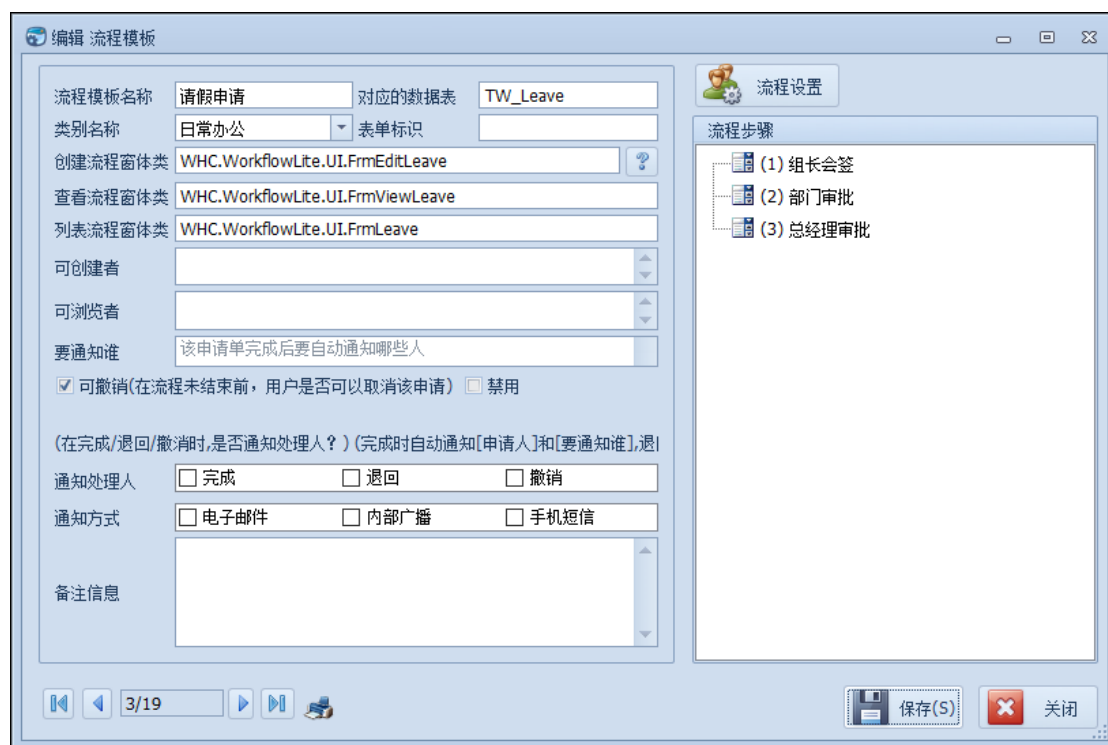 编辑 流程模板
流程模板名称 请假申请 对应的数据表 TW_Leave
类别名称 日常办公 表单标识
创建流程窗体类 WHC.WorkflowLite.UI.FrmEditLeave
查看流程窗体类 WHC.WorkflowLite.UI.FrmViewLeave
列表流程窗体类 WHC.WorkflowLite.UI.FrmLeave
可创建者
可浏览者
要通知谁 该申请单完成后要自动通知哪些人
可撤销(在流程未结束前，用户是否可以取消该申请) 禁用
(在完成/退回/撤消时,是否通知处理人？)(完成时自动通知[申请人]和[要通知谁],退
通知处理人 完成 退回 撤销
通知方式 电子邮件 内部广播 手机短信
备注信息
3/19
流程设置
流程步骤
(1) 组长会签
(2) 部门审批
(3) 总经理审批
保存(S) 关闭